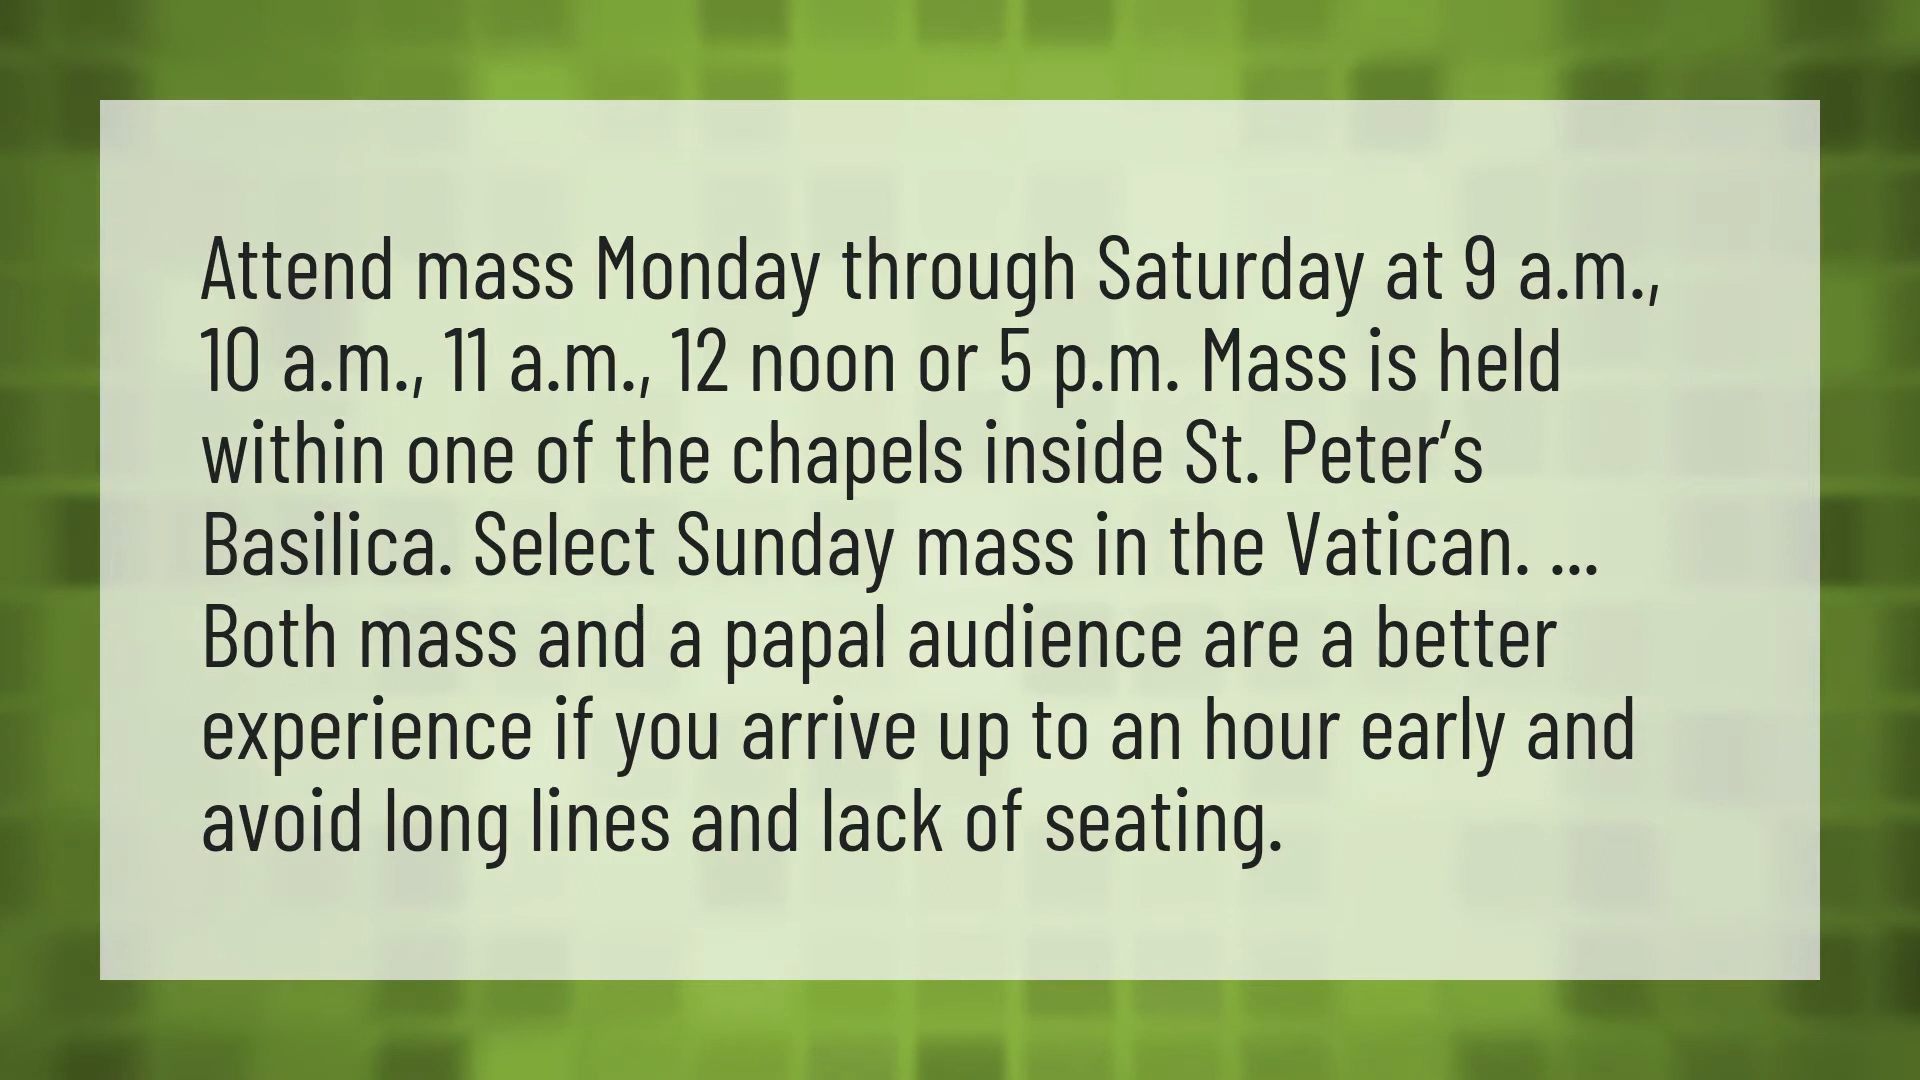 Attend mass Monday through Saturday at 9 a.m.,
10 a.m., 11 a.m., 12 noon or 5 p.m. Mass is held
within one of the chapels inside St. Peter’s
Basilica. Select Sunday mass in the Vatican. ...
Both mass and a papal audience are a better
experience if you arrive up to an hour early and
avoid long lines and lack of seating.